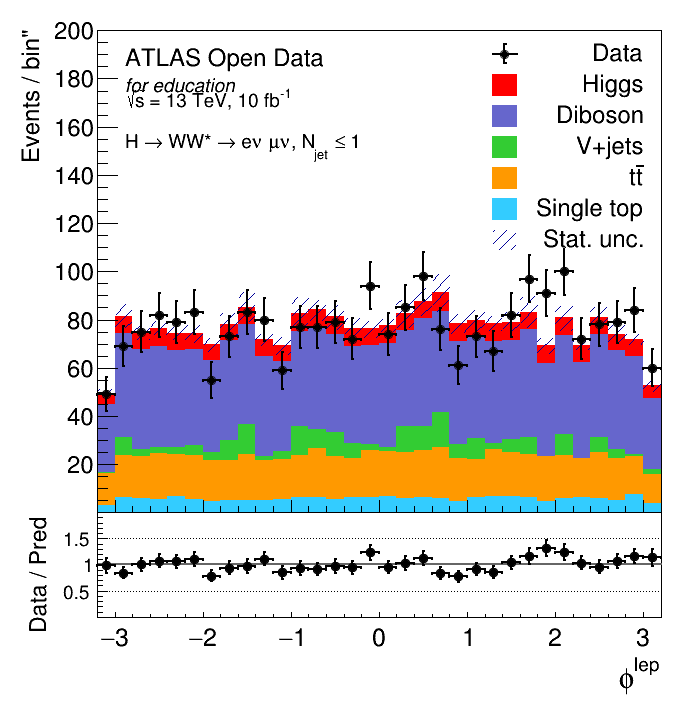 Events / bin"
200
180
160
140
120
100
80
60
40
20
ATLAS Open Data
for education
√s = 13 TeV, 10 fb⁻¹
H → WW* → eν μν, N_jet ≤ 1
Data
Higgs
Diboson
V+jets
tt̄
Single top
Stat. unc.
Data / Pred
1.5
1
0.5
−3 −2 −1 0 1 2 3
ϕ^lep